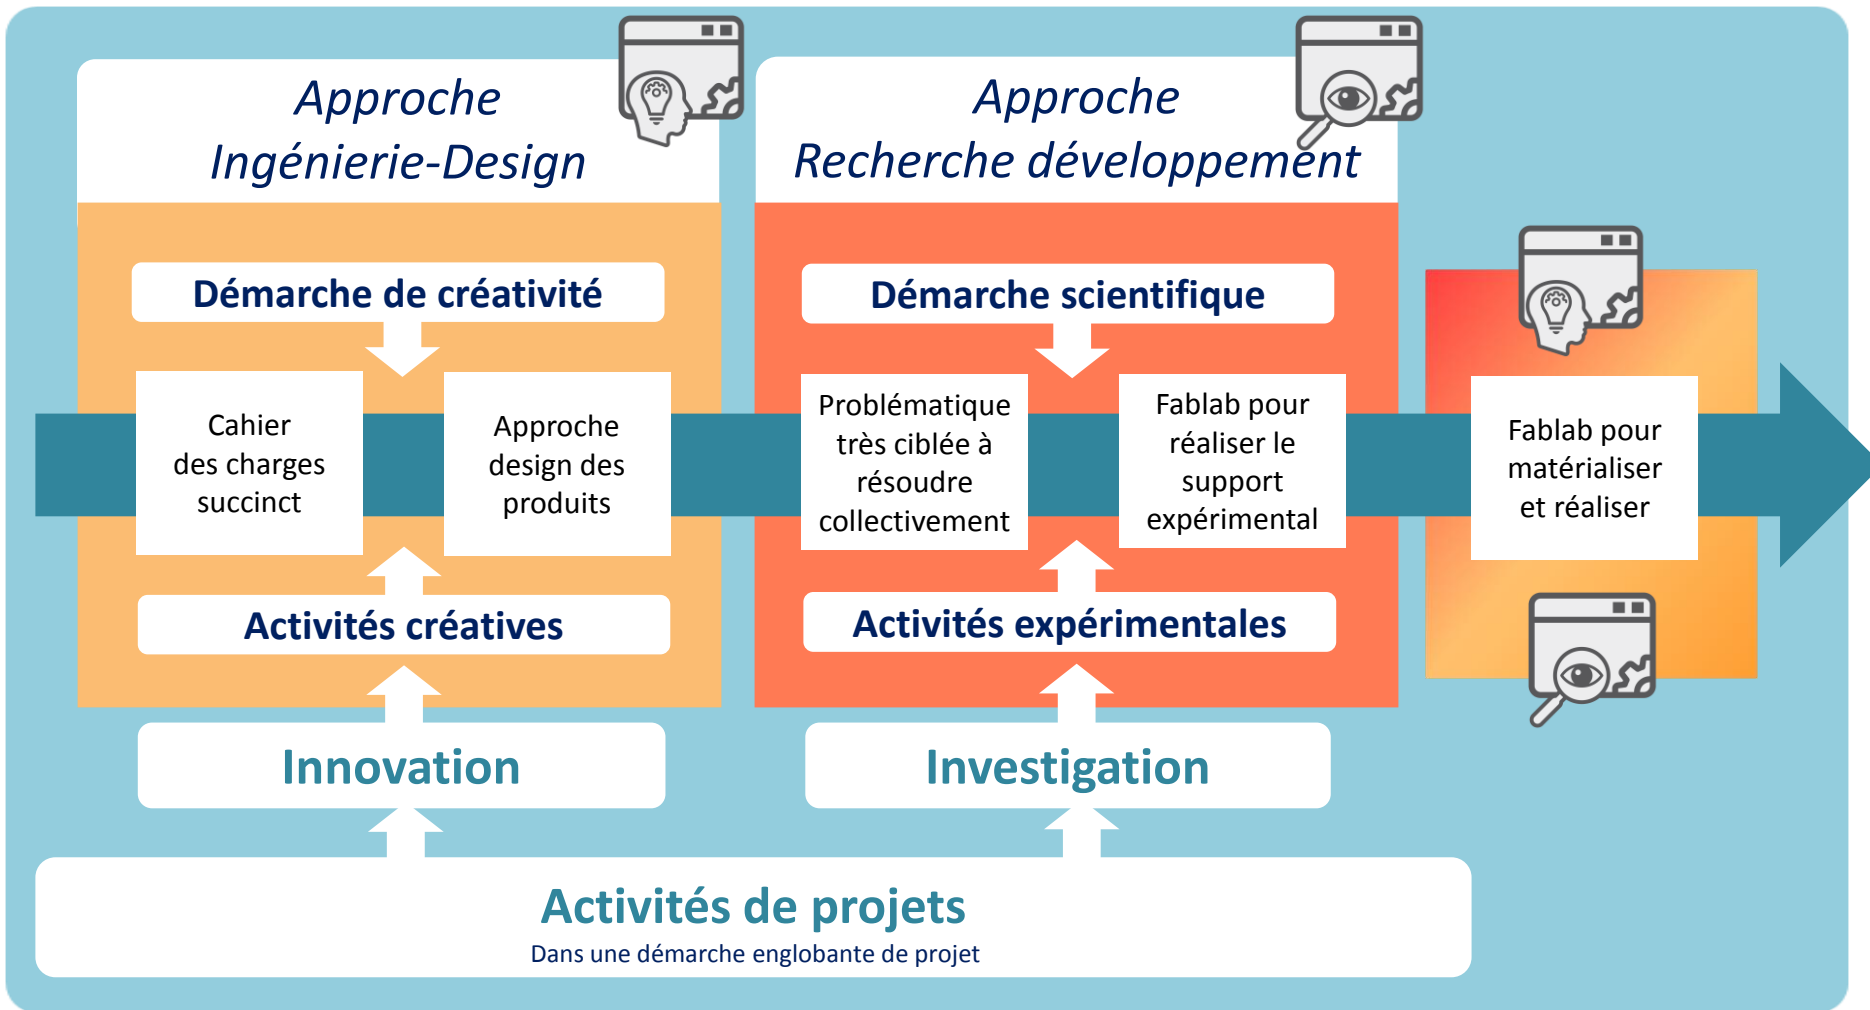 Approche
Ingénierie-Design
Démarche de créativité
Cahier
des charges
succinct
Approche
design des
produits
Activités créatives
Innovation
Approche
Recherche développement
Démarche scientifique
Problématique
très ciblée à
résoudre
collectivement
Fablab pour
réaliser le
support
expérimental
Activités expérimentales
Investigation
Fablab pour
matérialiser
et réaliser
Activités de projets
Dans une démarche englobante de projet